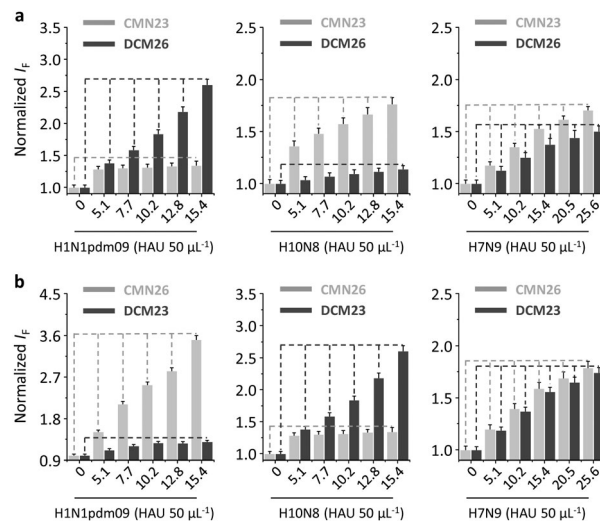 a
CMN23
DCM26
3.5
3.0
2.5
2.0
1.5
1.0
Normalized IF
0 5.1 7.7 10.2 12.8 15.4
H1N1pdm09 (HAU 50 µL⁻¹)
CMN23
DCM26
2.5
2.0
1.5
1.0
0 5.1 7.7 10.2 12.8 15.4
H10N8 (HAU 50 µL⁻¹)
CMN23
DCM26
2.5
2.0
1.5
1.0
0 5.1 10.2 15.4 20.5 25.6
H7N9 (HAU 50 µL⁻¹)
b
CMN26
DCM23
4.5
3.6
2.7
1.8
0.9
Normalized IF
0 5.1 7.7 10.2 12.8 15.4
H1N1pdm09 (HAU 50 µL⁻¹)
CMN26
DCM23
3.5
3.0
2.5
2.0
1.5
1.0
0 5.1 7.7 10.2 12.8 15.4
H10N8 (HAU 50 µL⁻¹)
CMN26
DCM23
2.5
2.0
1.5
1.0
0 5.1 10.2 15.4 20.5 25.6
H7N9 (HAU 50 µL⁻¹)